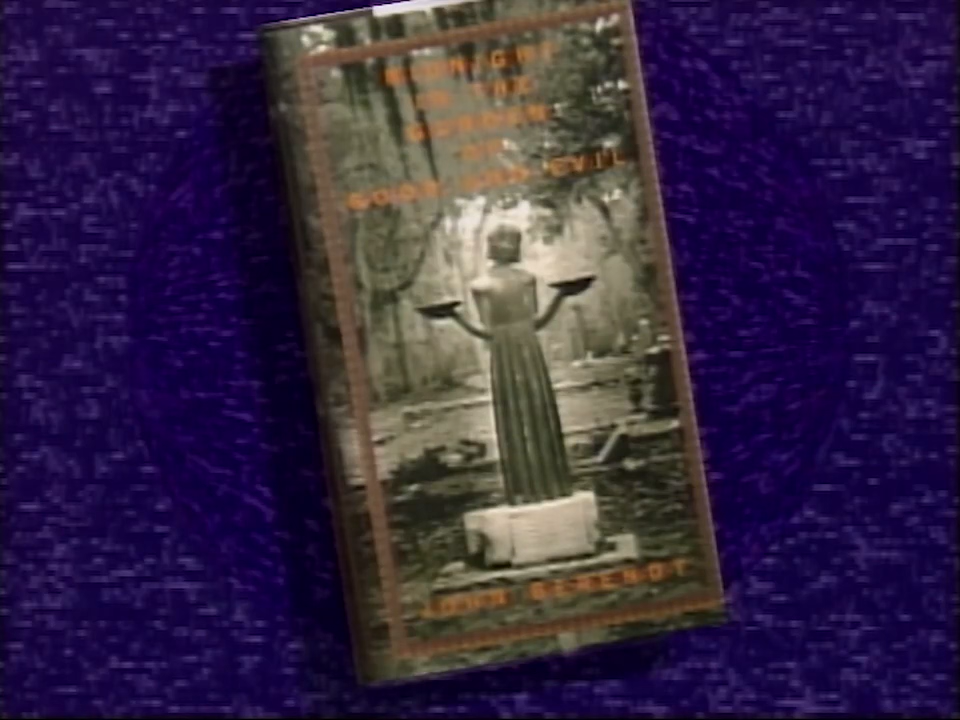 MIDNIGHT
IN THE
GARDEN
OF
GOOD AND EVIL
JOHN BERENDT